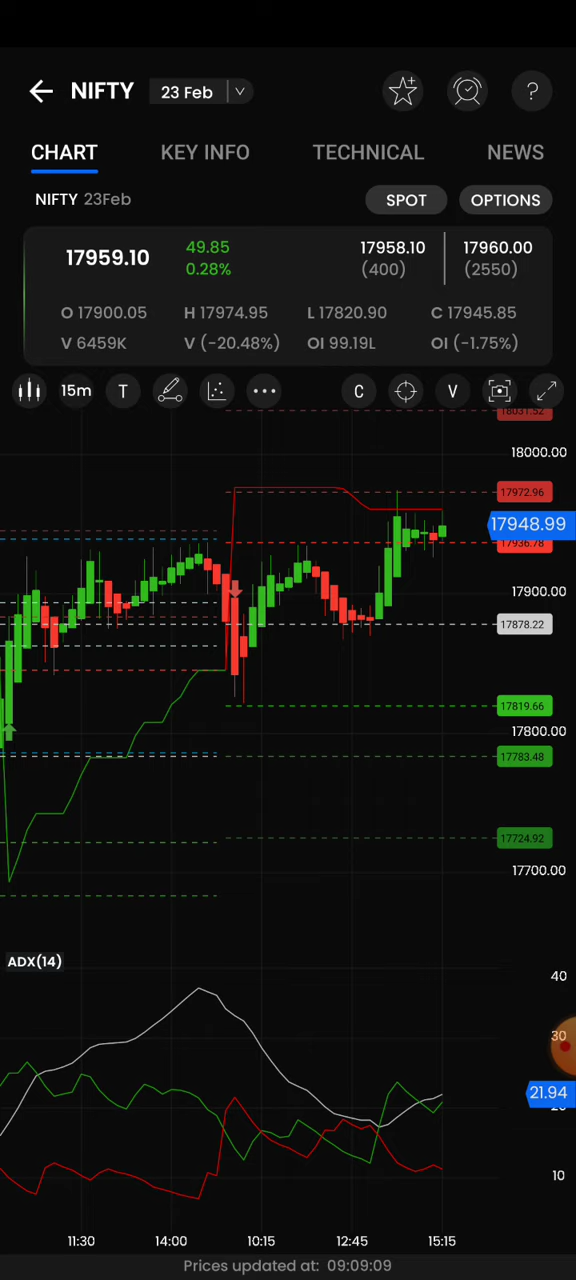 NIFTY 23 Feb
?
CHART KEY INFO TECHNICAL NEWS
NIFTY 23Feb SPOT OPTIONS
17959.10 49.85 17958.10 17960.00
0.28% (400) (2550)
O 17900.05 H 17974.95 L 17820.90 C 17945.85
V 6459K V (-20.48%) OI 99.19L OI (-1.75%)
15m T C V
18031.52
18000.00
17972.96
17948.99
17936.78
17900.00
17878.22
17819.66
17800.00
17783.48
17724.92
17700.00
ADX(14)
40
30
21.94
20
10
11:30 14:00 10:15 12:45 15:15
Prices updated at: 09:09:09